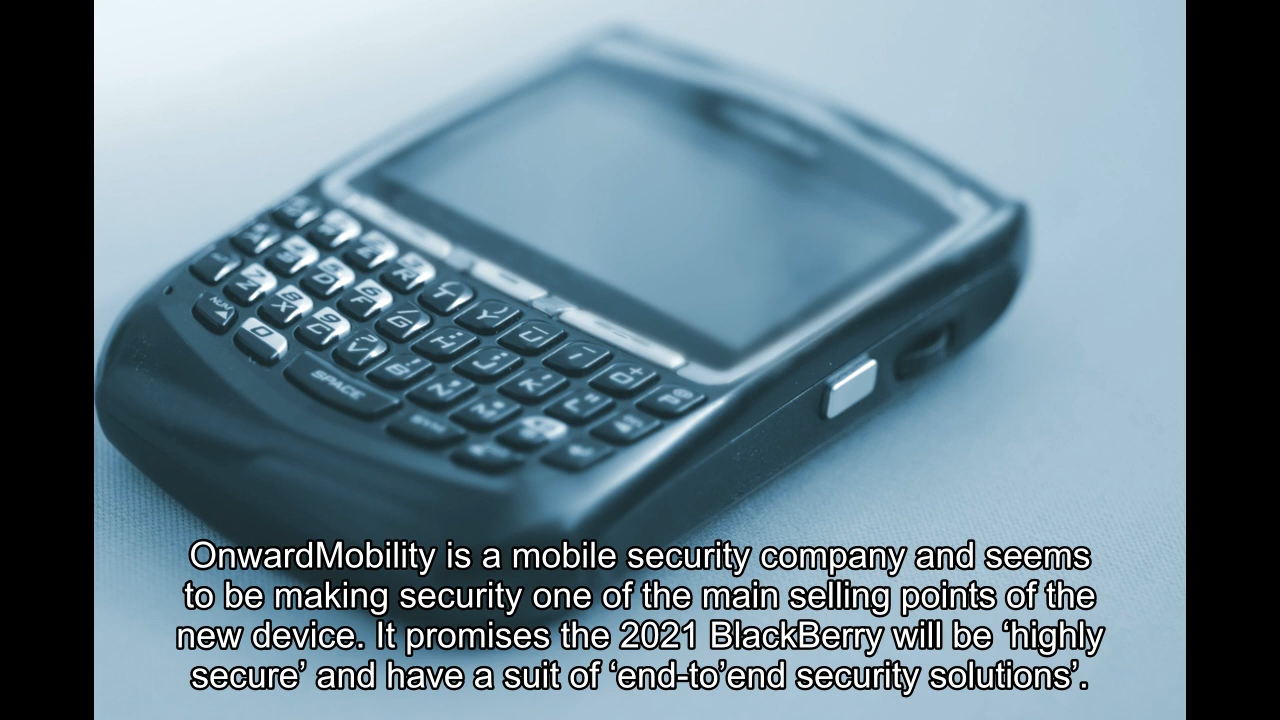 R T Y U I O P
A S D F G H J K L
Z X C V B N M
NUM
SPACE
OnwardMobility is a mobile security company and seems
to be making security one of the main selling points of the
new device. It promises the 2021 BlackBerry will be ‘highly
secure’ and have a suit of ‘end-to’end security solutions’.